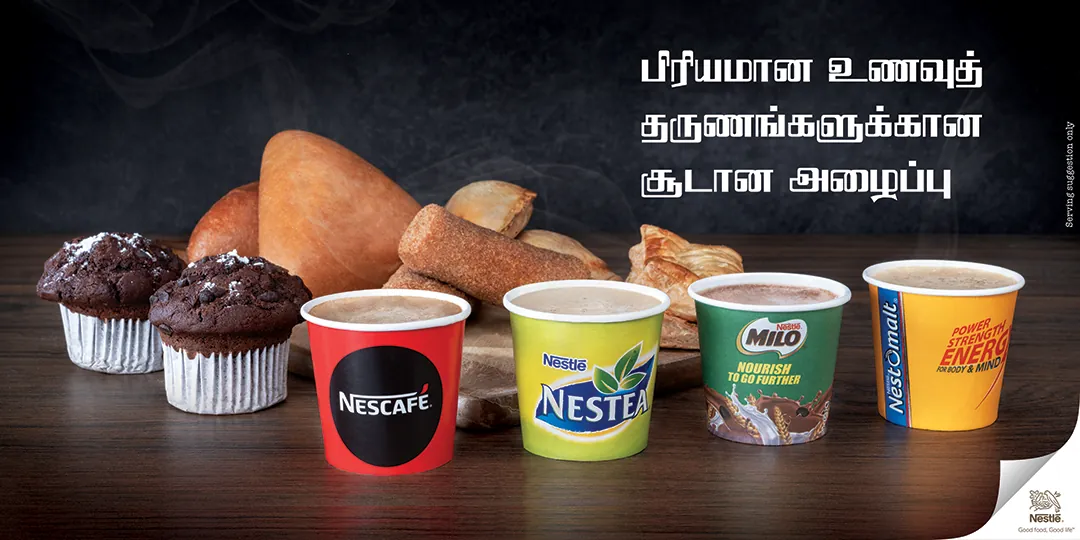 பிரியமான உணவுத்
தருணங்களுக்கான
சூடான அழைப்பு
Serving suggestion only
NESCAFÉ.
Nestlé
NESTEA
Nestlé
MILO
NOURISH
TO GO FURTHER
NESTOMALT
POWER
STRENGTH
ENERGY
FOR BODY & MIND
Nestlé
Good food, Good life